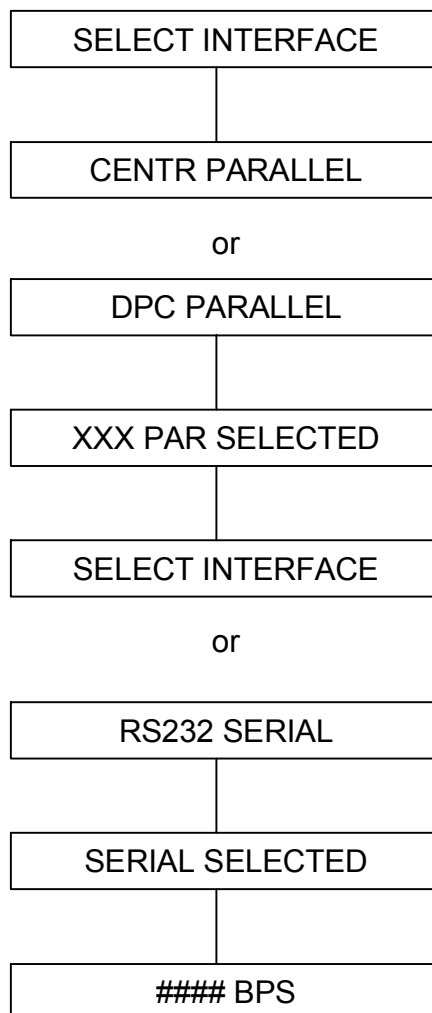 SELECT INTERFACE
CENTR PARALLEL
or
DPC PARALLEL
XXX PAR SELECTED
SELECT INTERFACE
or
RS232 SERIAL
SERIAL SELECTED
#### BPS